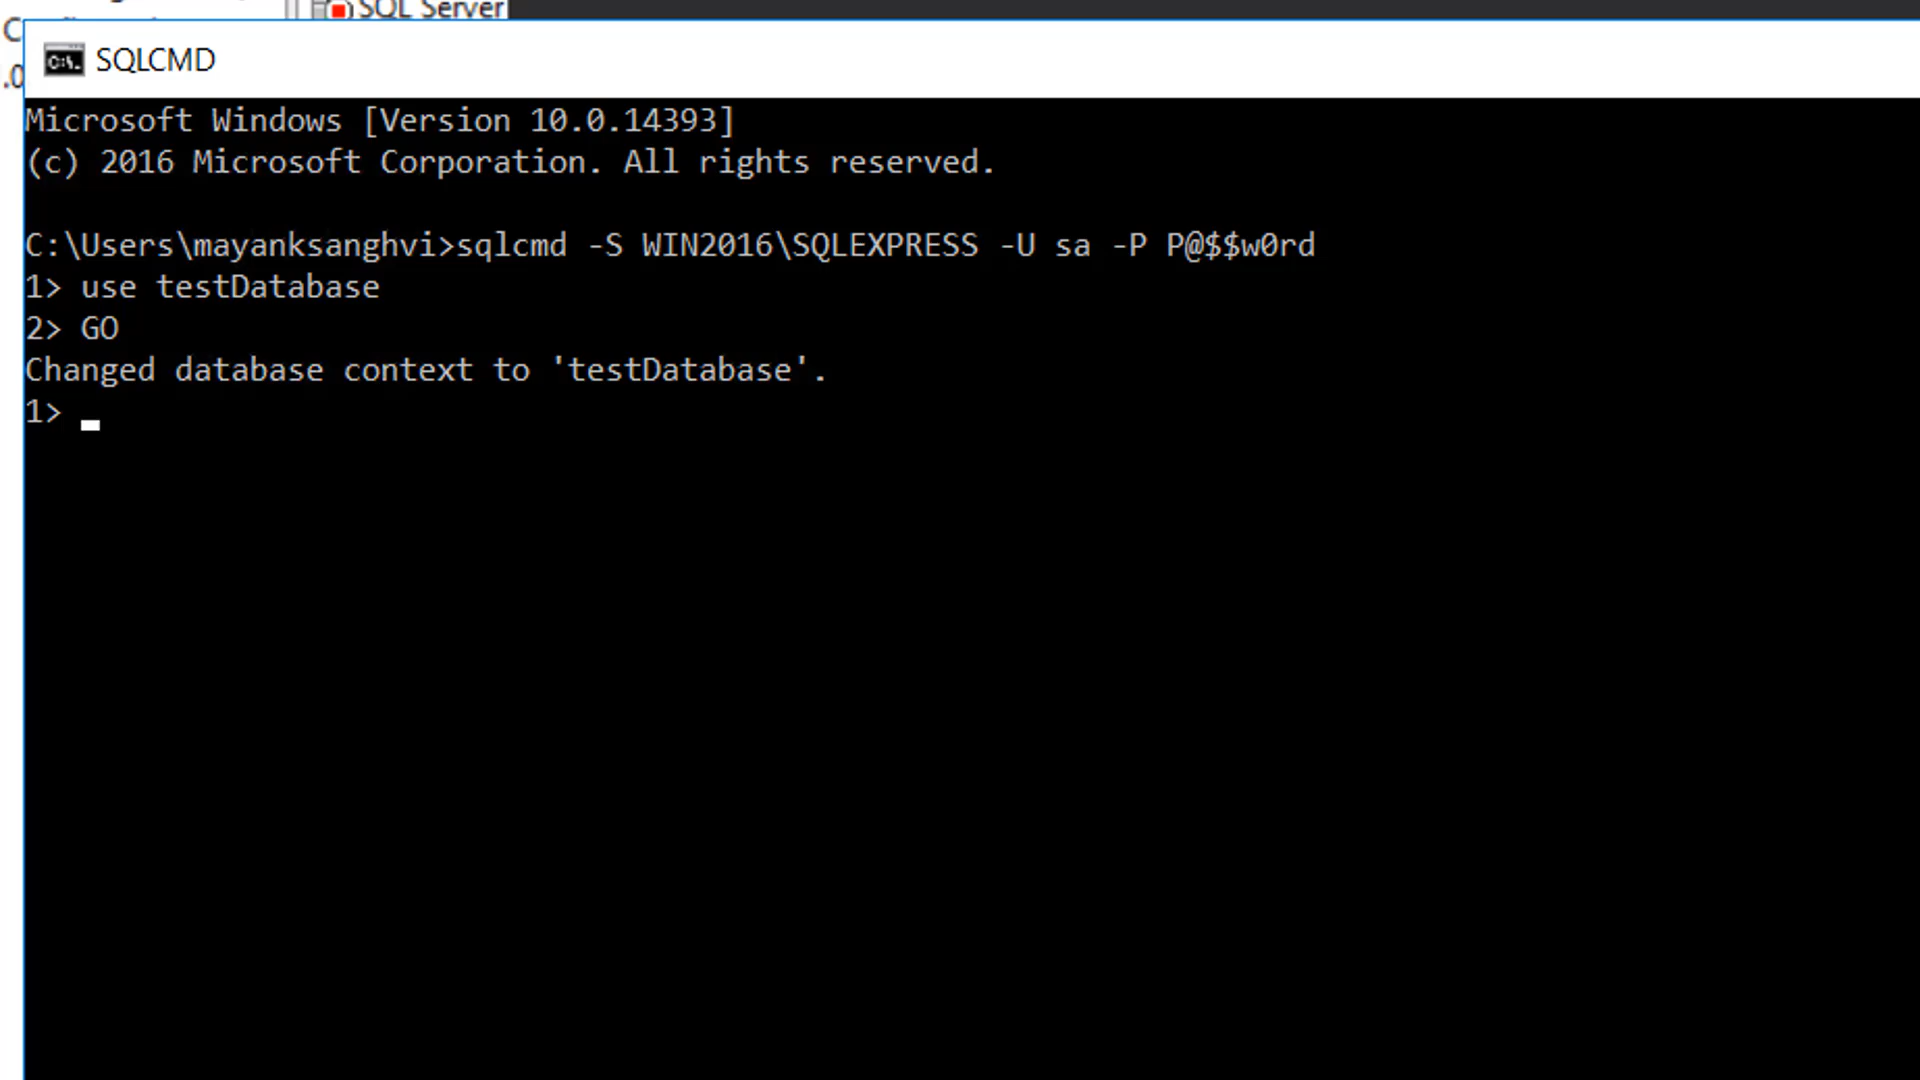 SQL Server
SQLCMD
Microsoft Windows [Version 10.0.14393]
(c) 2016 Microsoft Corporation. All rights reserved.
C:\Users\mayanksanghvi>sqlcmd -S WIN2016\SQLEXPRESS -U sa -P P@$$w0rd
1> use testDatabase
2> GO
Changed database context to 'testDatabase'.
1>